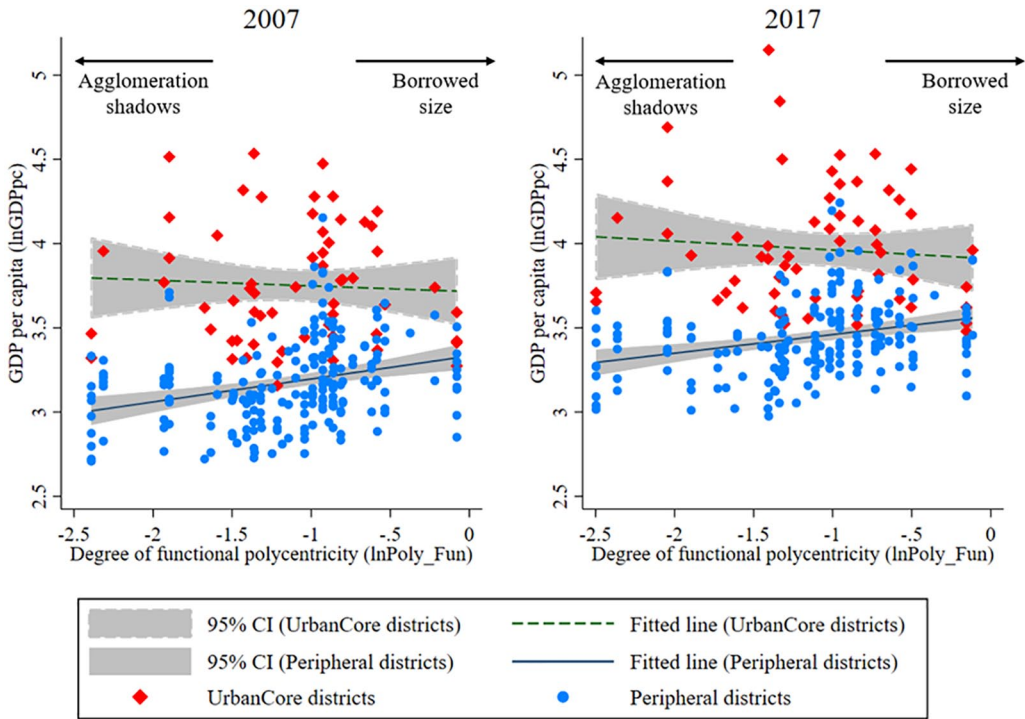 2007
Agglomeration
shadows
Borrowed
size
GDP per capita (lnGDPpc)
5
4.5
4
3.5
3
2.5
-2.5 -2 -1.5 -1 -.5 0
Degree of functional polycentricity (lnPoly_Fun)
2017
Agglomeration
shadows
Borrowed
size
GDP per capita (lnGDPpc)
5
4.5
4
3.5
3
2.5
-2.5 -2 -1.5 -1 -.5 0
Degree of functional polycentricity (lnPoly_Fun)
95% CI (UrbanCore districts) Fitted line (UrbanCore districts)
95% CI (Peripheral districts) Fitted line (Peripheral districts)
UrbanCore districts Peripheral districts